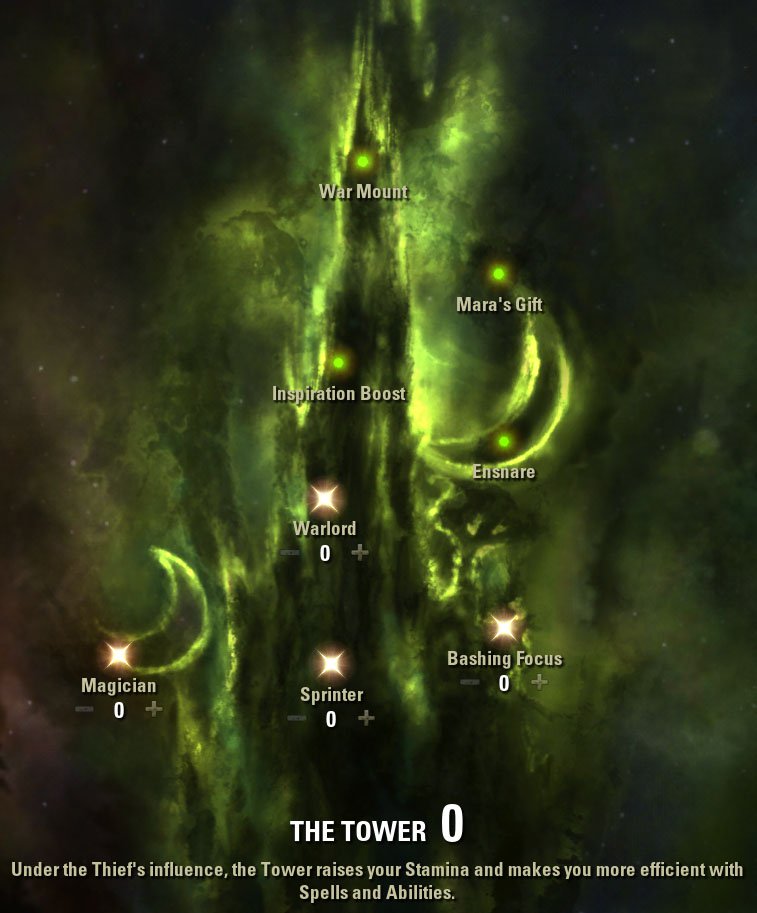 War Mount
Mara's Gift
Inspiration Boost
Ensnare
Warlord
0
Bashing Focus
0
Magician
0
Sprinter
0
THE TOWER 0
Under the Thief's influence, the Tower raises your Stamina and makes you more efficient with
Spells and Abilities.